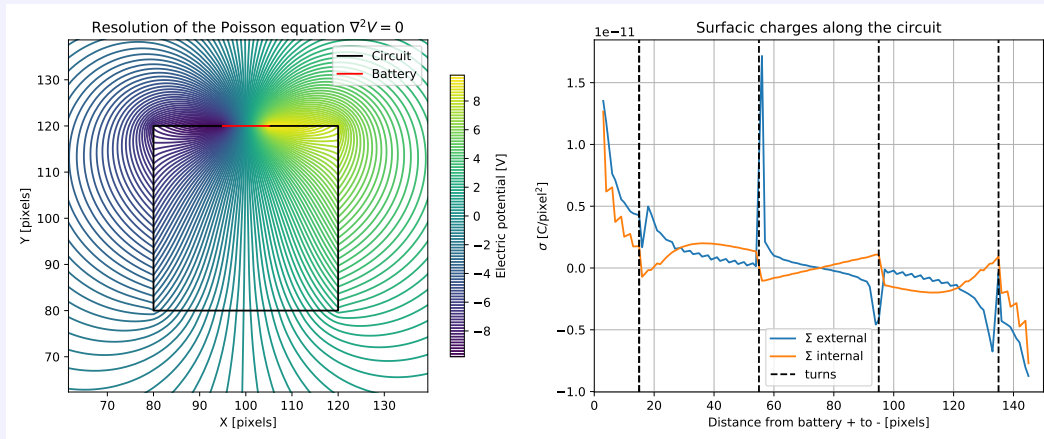 Resolution of the Poisson equation ∇²V = 0
Circuit
Battery
130
120
110
100
90
80
70
Y [pixels]
70 80 90 100 110 120 130
X [pixels]
8
6
4
2
0
−2
−4
−6
−8
Electric potential [V]
Surfacic charges along the circuit
1e−11
1.5
1.0
0.5
0.0
−0.5
−1.0
σ [C/pixel²]
Σ external
Σ internal
turns
0 20 40 60 80 100 120 140
Distance from battery + to - [pixels]